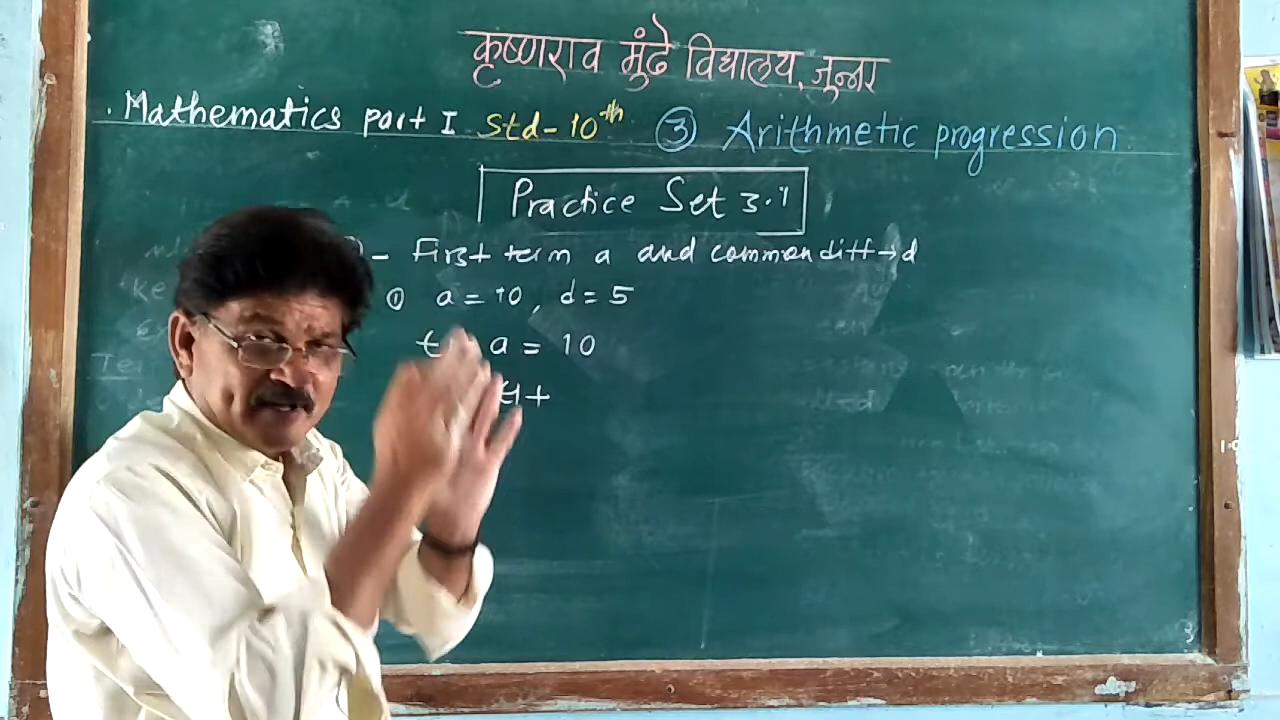 कृष्णराव मुंढे विद्यालय, जुन्नर
Mathematics part I Std-10th ③ Arithmetic progression
Practice Set 3.1
- First term a and common diff → d
① a = 10, d = 5
t a = 10
t1 +